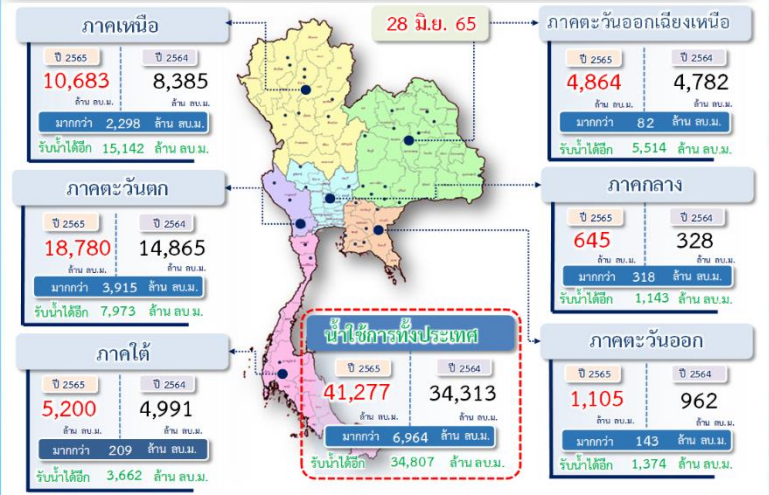 ภาคเหนือ
ปี 2565 ปี 2564
10,683 8,385
ล้าน ลบ.ม. ล้าน ลบ.ม.
มากกว่า 2,298 ล้าน ลบ.ม.
รับน้ำได้อีก 15,142 ล้าน ลบ.ม.
28 มิ.ย. 65
ภาคตะวันออกเฉียงเหนือ
ปี 2565 ปี 2564
4,864 4,782
ล้าน ลบ.ม. ล้าน ลบ.ม.
มากกว่า 82 ล้าน ลบ.ม.
รับน้ำได้อีก 5,514 ล้าน ลบ.ม.
ภาคตะวันตก
ปี 2565 ปี 2564
18,780 14,865
ล้าน ลบ.ม. ล้าน ลบ.ม.
มากกว่า 3,915 ล้าน ลบ.ม.
รับน้ำได้อีก 7,973 ล้าน ลบ.ม.
ภาคกลาง
ปี 2565 ปี 2564
645 328
ล้าน ลบ.ม. ล้าน ลบ.ม.
มากกว่า 318 ล้าน ลบ.ม.
รับน้ำได้อีก 1,143 ล้าน ลบ.ม.
ภาคใต้
ปี 2565 ปี 2564
5,200 4,991
ล้าน ลบ.ม. ล้าน ลบ.ม.
มากกว่า 209 ล้าน ลบ.ม.
รับน้ำได้อีก 3,662 ล้าน ลบ.ม.
น้ำใช้การทั้งประเทศ
ปี 2565 ปี 2564
41,277 34,313
ล้าน ลบ.ม. ล้าน ลบ.ม.
มากกว่า 6,964 ล้าน ลบ.ม.
รับน้ำได้อีก 34,807 ล้าน ลบ.ม.
ภาคตะวันออก
ปี 2565 ปี 2564
1,105 962
ล้าน ลบ.ม. ล้าน ลบ.ม.
มากกว่า 143 ล้าน ลบ.ม.
รับน้ำได้อีก 1,374 ล้าน ลบ.ม.